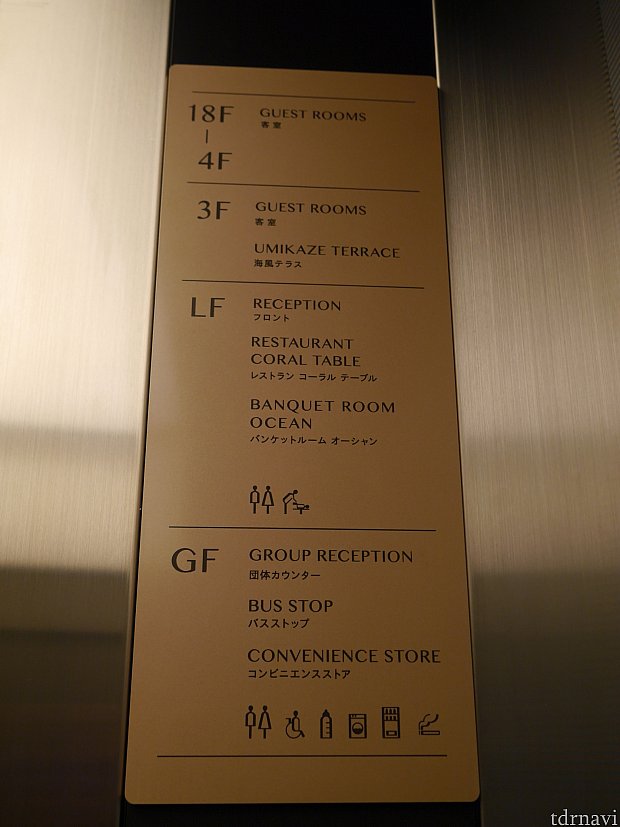 18F GUEST ROOMS
客室
|
4F
3F GUEST ROOMS
客室
UMIKAZE TERRACE
海風テラス
LF RECEPTION
フロント
RESTAURANT
CORAL TABLE
レストラン コーラル テーブル
BANQUET ROOM
OCEAN
バンケットルーム オーシャン
GF GROUP RECEPTION
団体カウンター
BUS STOP
バスストップ
CONVENIENCE STORE
コンビニエンスストア
tdrnavi